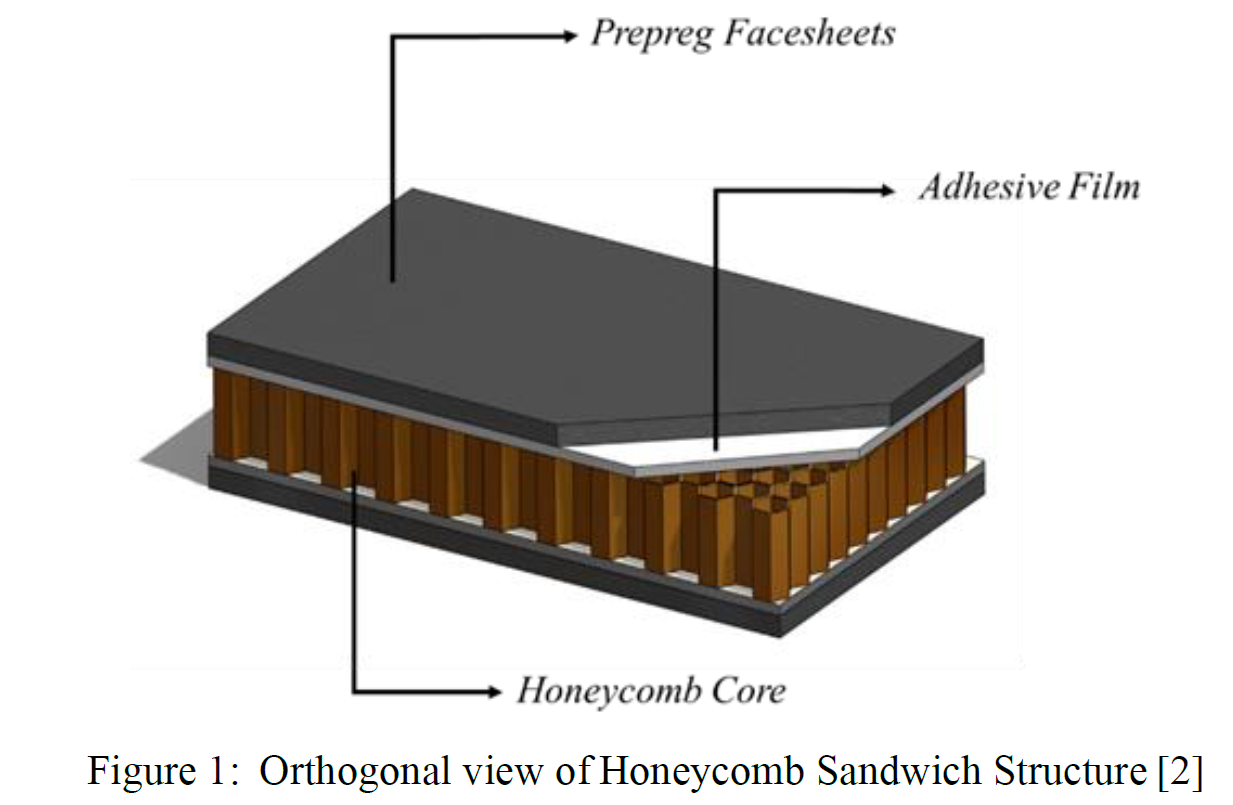 Prepreg Facesheets
Adhesive Film
Honeycomb Core
Figure 1: Orthogonal view of Honeycomb Sandwich Structure [2]